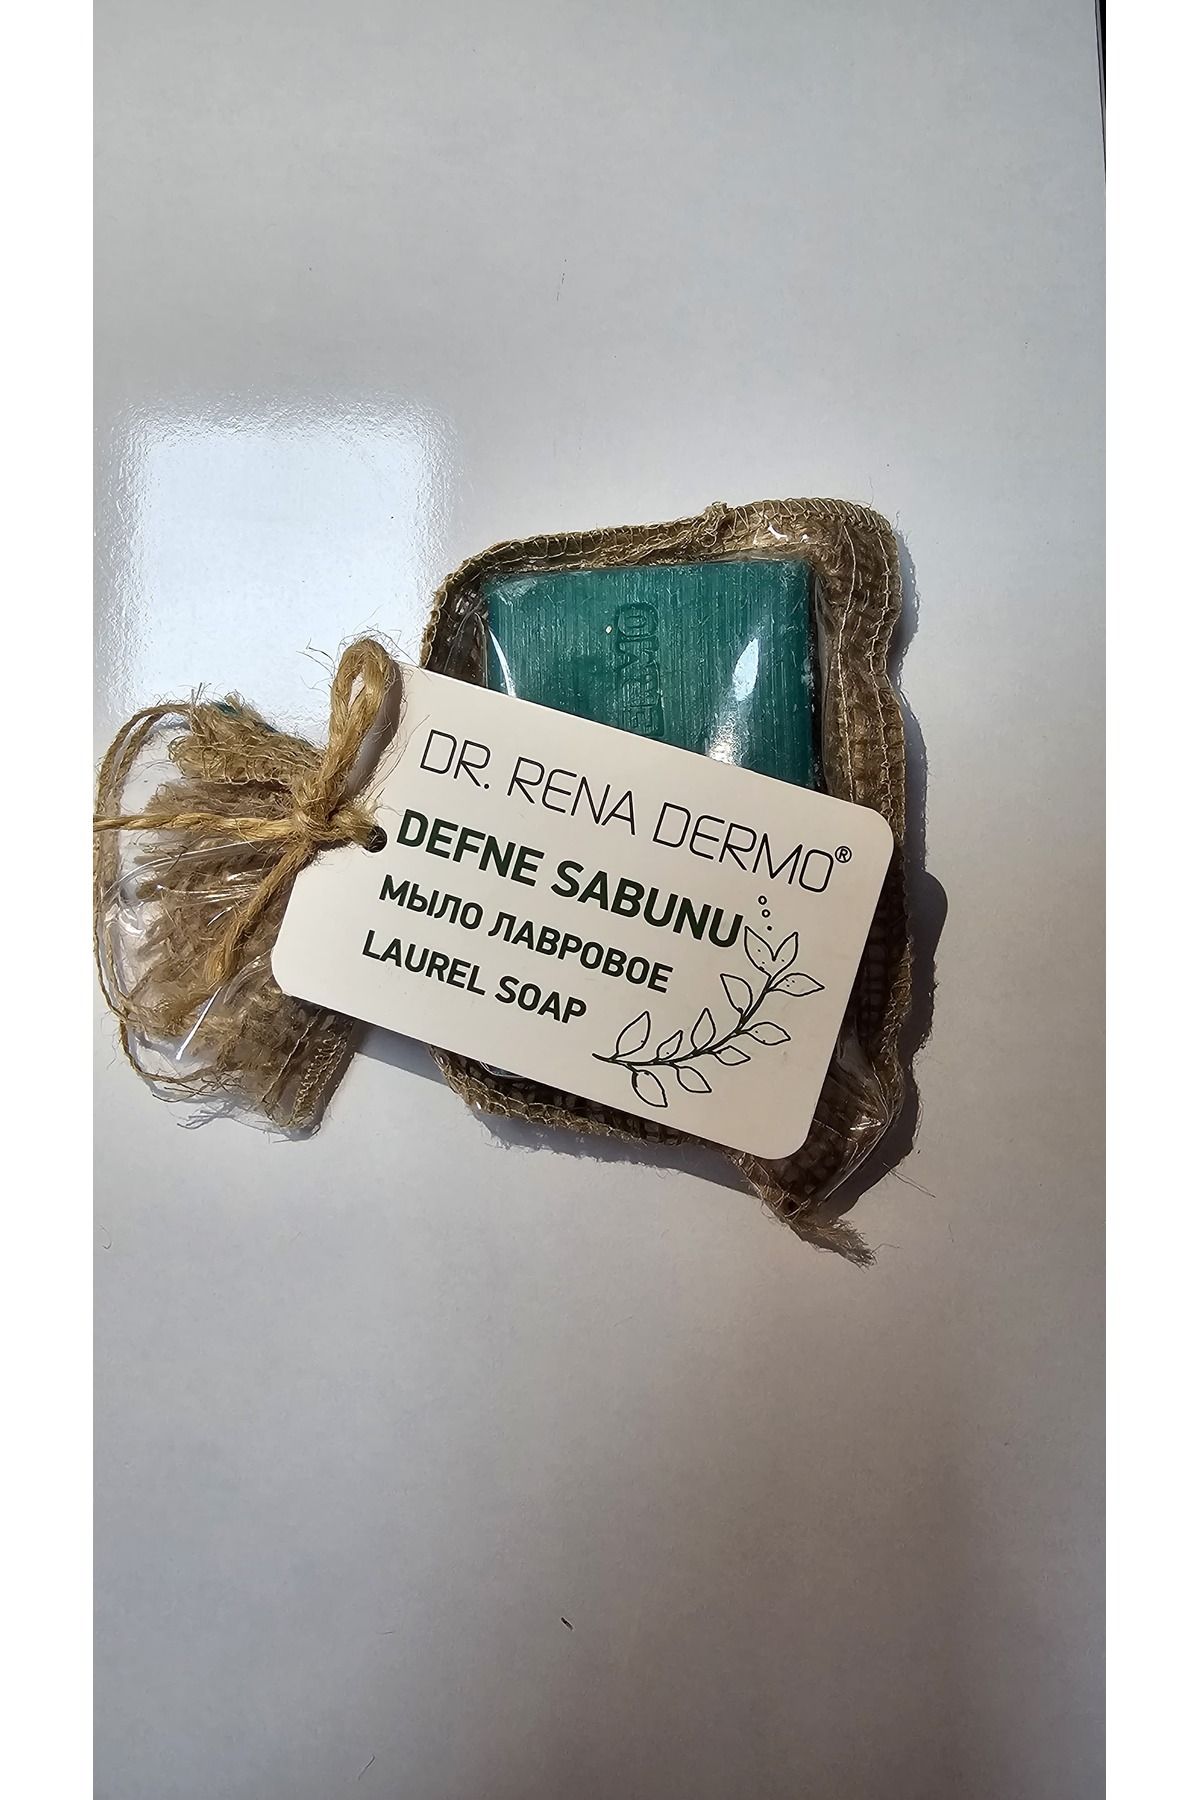 DR. RENA DERMO®
DEFNE SABUNU
МЫЛО ЛАВРОВОЕ
LAUREL SOAP